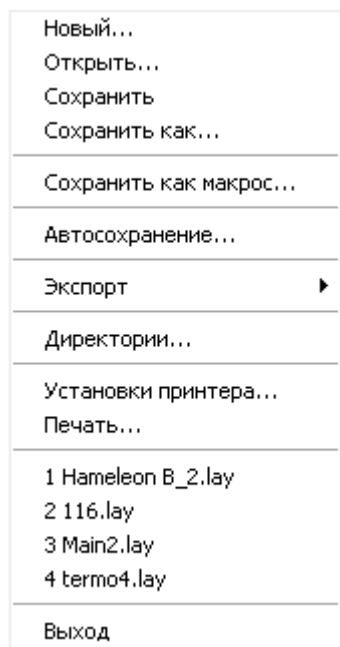 Новый...
Открыть...
Сохранить
Сохранить как...
Сохранить как макрос...
Автосохранение...
Экспорт
Директории...
Установки принтера...
Печать...
1 Hameleon B_2.lay
2 116.lay
3 Main2.lay
4 termo4.lay
Выход